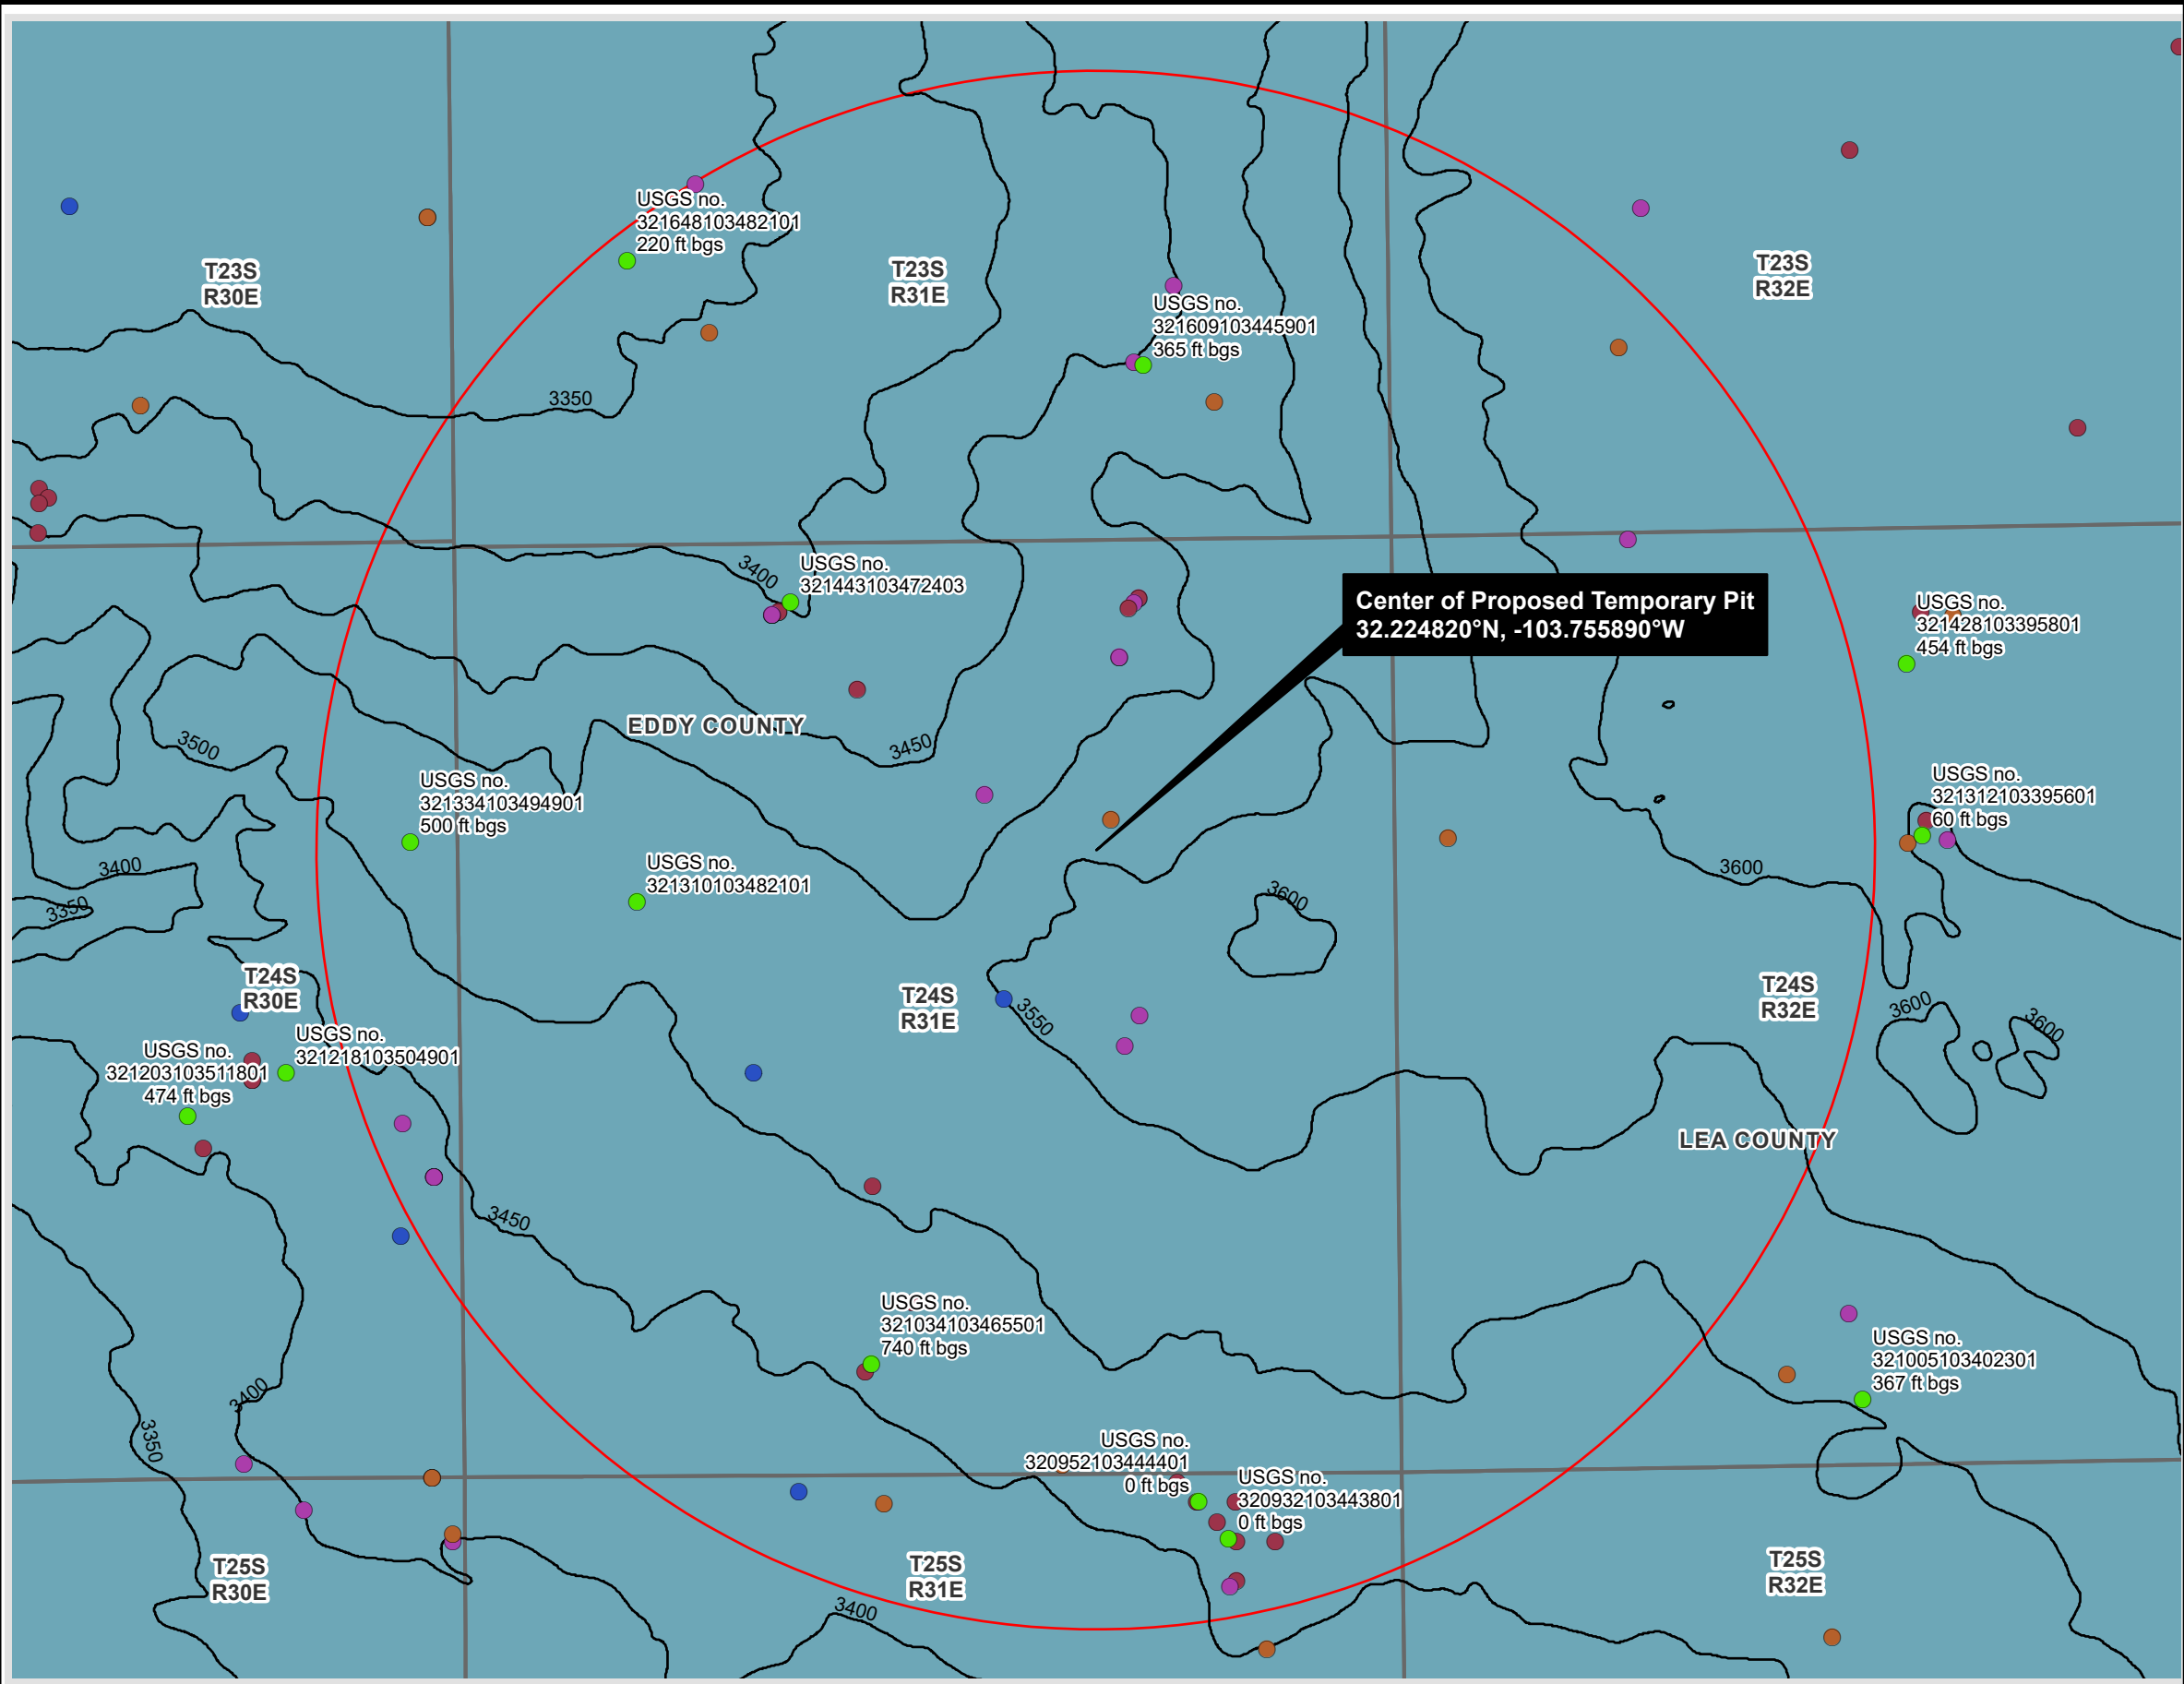 USGS no.
321648103482101
220 ft bgs
T23S
R30E
T23S
R31E
T23S
R32E
USGS no.
321609103445901
365 ft bgs
3350
3400
USGS no.
321443103472403
Center of Proposed Temporary Pit
32.224820°N, -103.755890°W
USGS no.
321428103395801
454 ft bgs
EDDY COUNTY
3450
3500
USGS no.
321334103494901
500 ft bgs
USGS no.
321312103395601
60 ft bgs
3400
3350
USGS no.
321310103482101
3600
3600
T24S
R30E
T24S
R31E
T24S
R32E
3550
3600
3600
USGS no.
321218103504901
USGS no.
321203103511801
474 ft bgs
LEA COUNTY
3450
USGS no.
321034103465501
740 ft bgs
USGS no.
321005103402301
367 ft bgs
3400
3350
USGS no.
320952103444401
0 ft bgs
USGS no.
320932103443801
0 ft bgs
T25S
R30E
T25S
R31E
T25S
R32E
3400